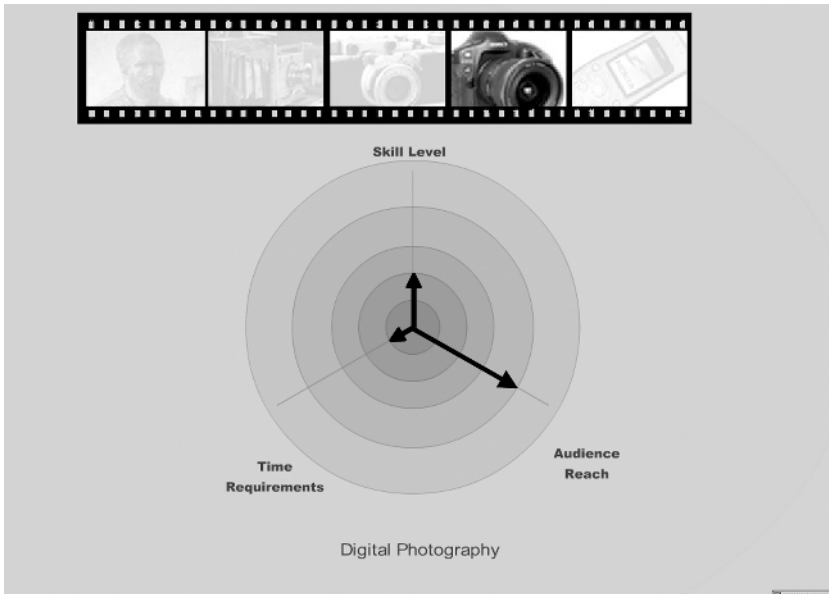 Skill Level
Time
Requirements
Audience
Reach
Digital Photography